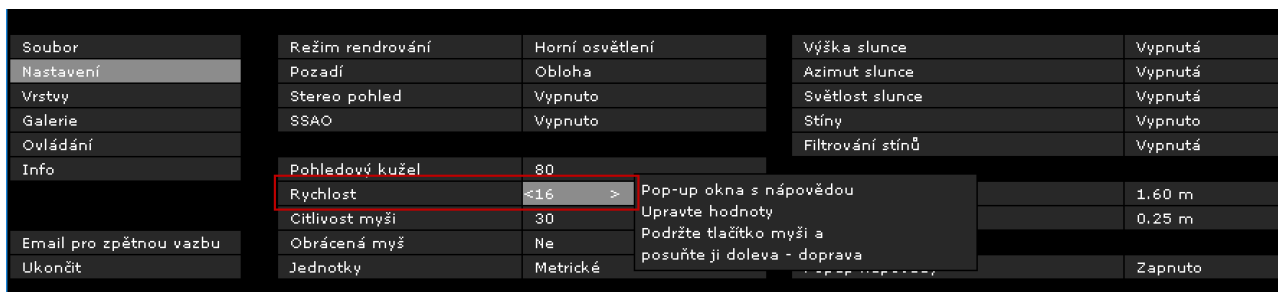 Soubor
Nastavení
Vrstvy
Galerie
Ovládání
Info
Email pro zpětnou vazbu
Ukončit
Režim rendrování Horní osvětlení
Pozadí Obloha
Stereo pohled Vypnuto
SSAO Vypnuto
Pohledový kužel 80
Rychlost <16 >
Citlivost myši 30
Obrácená myš Ne
Jednotky Metrické
Pop-up okna s nápovědou
Upravte hodnoty
Podržte tlačítko myši a
posuňte ji doleva - doprava
Výška slunce Vypnutá
Azimut slunce Vypnutá
Světlost slunce Vypnutá
Stíny Vypnuto
Filtrování stínů Vypnutá
1.60 m
0.25 m
Zapnuto